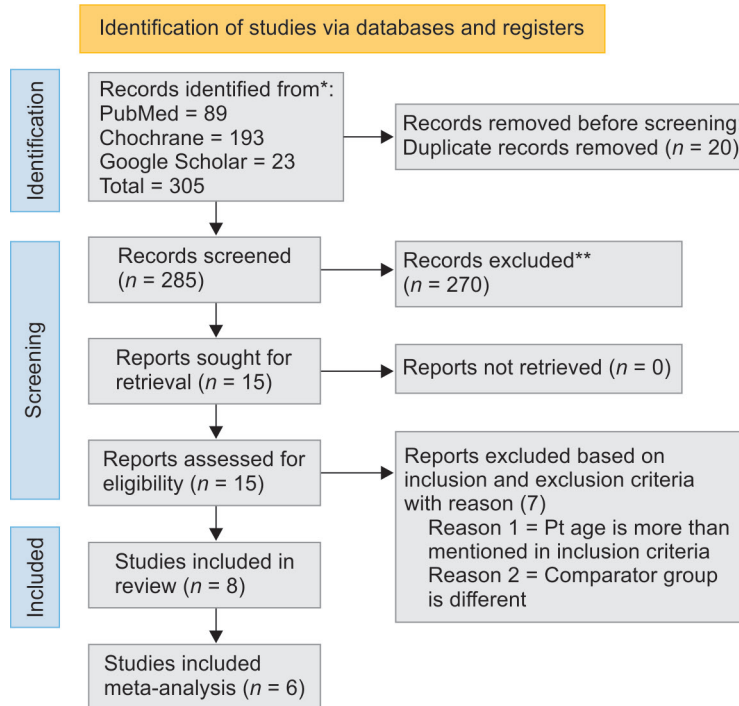 Identification of studies via databases and registers
Identification
Records identified from*:
PubMed = 89
Chochrane = 193
Google Scholar = 23
Total = 305
Records removed before screening
Duplicate records removed (n = 20)
Screening
Records screened
(n = 285)
Records excluded**
(n = 270)
Reports sought for
retrieval (n = 15)
Reports not retrieved (n = 0)
Reports assessed for
eligibility (n = 15)
Reports excluded based on
inclusion and exclusion criteria
with reason (7)
Reason 1 = Pt age is more than
mentioned in inclusion criteria
Reason 2 = Comparator group
is different
Included
Studies included in
review (n = 8)
Studies included
meta-analysis (n = 6)